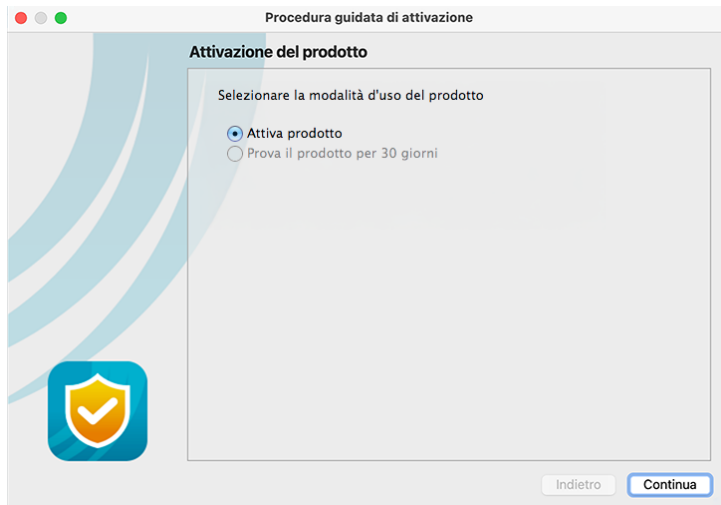 Procedura guidata di attivazione
Attivazione del prodotto
Selezionare la modalità d'uso del prodotto
Attiva prodotto
Prova il prodotto per 30 giorni
Indietro
Continua